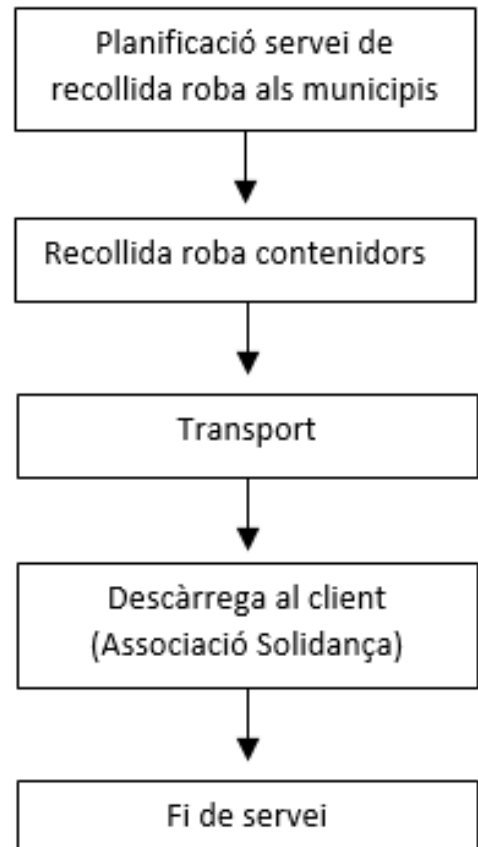 Planificació servei de
recollida roba als municipis
Recollida roba contenidors
Transport
Descàrrega al client
(Associació Solidança)
Fi de servei